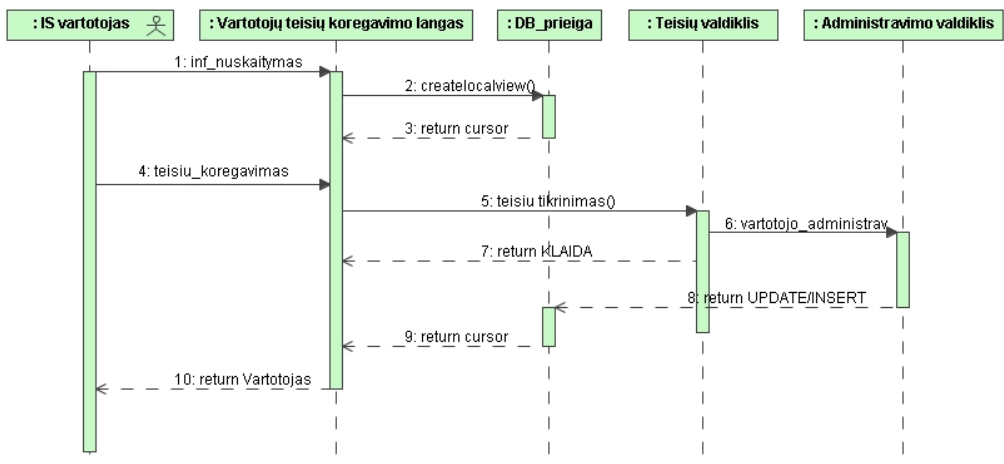 : IS vartotojas
: Vartotojų teisių koregavimo langas
: DB_prieiga
: Teisių valdiklis
: Administravimo valdiklis
1: inf_nuskaitymas
2: createlocalview()
3: return cursor
4: teisiu_koregavimas
5: teisiu tikrinimas()
6: vartotojo_administrav
7: return KLAIDA
8: return UPDATE/INSERT
9: return cursor
10: return Vartotojas